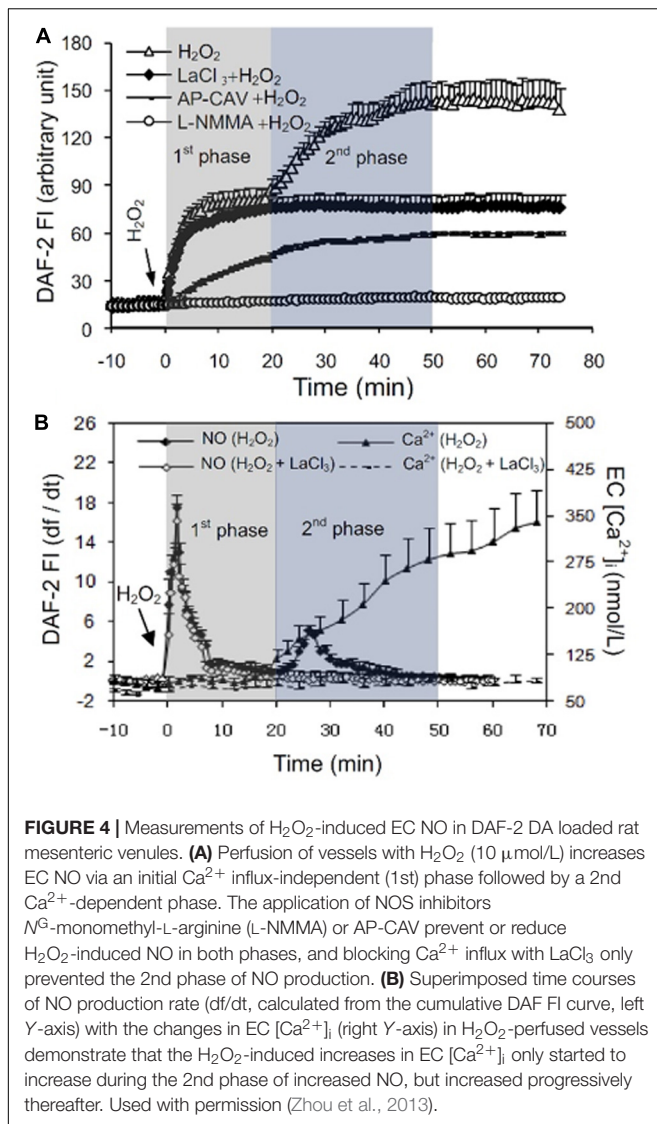 A
180
150
120
90
60
30
0
DAF-2 FI (arbitrary unit)
H₂O₂
LaCl₃+H₂O₂
AP-CAV +H₂O₂
L-NMMA +H₂O₂
1st phase
2nd phase
H₂O₂
-10 0 10 20 30 40 50 60 70 80
Time (min)
B
26
22
18
14
10
6
2
-2
DAF-2 FI (df / dt)
NO (H₂O₂) Ca²⁺ (H₂O₂)
NO (H₂O₂ + LaCl₃) Ca²⁺ (H₂O₂ + LaCl₃)
1st phase
2nd phase
H₂O₂
500
425
350
275
200
125
50
EC [Ca²⁺]i (nmol/L)
-10 0 10 20 30 40 50 60 70
Time (min)
FIGURE 4 | Measurements of H₂O₂-induced EC NO in DAF-2 DA loaded rat
mesenteric venules. (A) Perfusion of vessels with H₂O₂ (10 μmol/L) increases
EC NO via an initial Ca²⁺ influx-independent (1st) phase followed by a 2nd
Ca²⁺-dependent phase. The application of NOS inhibitors
Nᴳ-monomethyl-L-arginine (L-NMMA) or AP-CAV prevent or reduce
H₂O₂-induced NO in both phases, and blocking Ca²⁺ influx with LaCl₃ only
prevented the 2nd phase of NO production. (B) Superimposed time courses
of NO production rate (df/dt, calculated from the cumulative DAF FI curve, left
Y-axis) with the changes in EC [Ca²⁺]i (right Y-axis) in H₂O₂-perfused vessels
demonstrate that the H₂O₂-induced increases in EC [Ca²⁺]i only started to
increase during the 2nd phase of increased NO, but increased progressively
thereafter. Used with permission (Zhou et al., 2013).